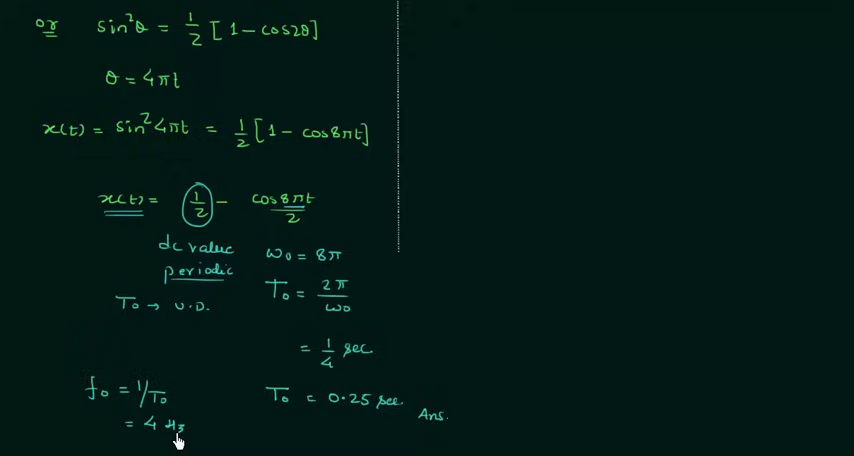 or sin²θ = 1/2 [1 - cos2θ]
θ = 4πt
x(t) = sin²4πt = 1/2 [1 - cos8πt]
x(t) = 1/2 - cos8πt/2
dc value ω₀ = 8π
periodic T₀ = 2π/ω₀
T₀ → U.D.
= 1/4 sec
f₀ = 1/T₀ T₀ = 0.25 sec Ans.
= 4 Hz